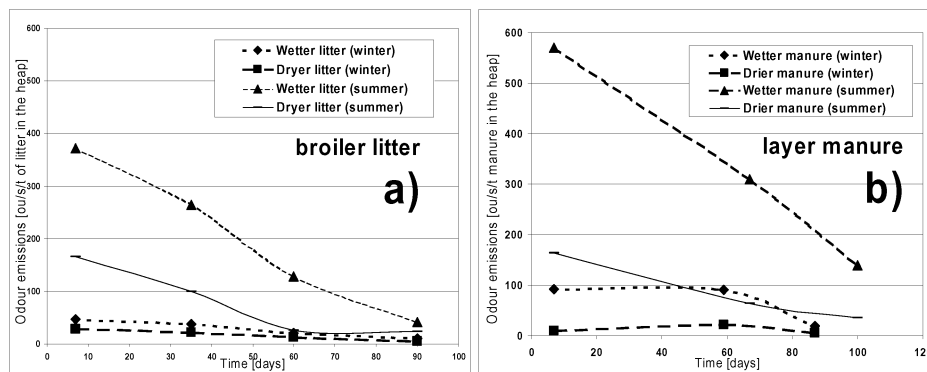 Odour emissions [ou/s/t of litter in the heap]
600
500
400
300
200
100
0
Wetter litter (winter)
Dryer litter (winter)
Wetter litter (summer)
Dryer litter (summer)
broiler litter
a)
0 10 20 30 40 50 60 70 80 90 100
Time [days]
Odour emissions [ou/s/t manure in the heap]
600
500
400
300
200
100
0
Wetter manure (winter)
Drier manure (winter)
Wetter manure (summer)
Drier manure (summer)
layer manure
b)
0 20 40 60 80 100 12
Time [days]